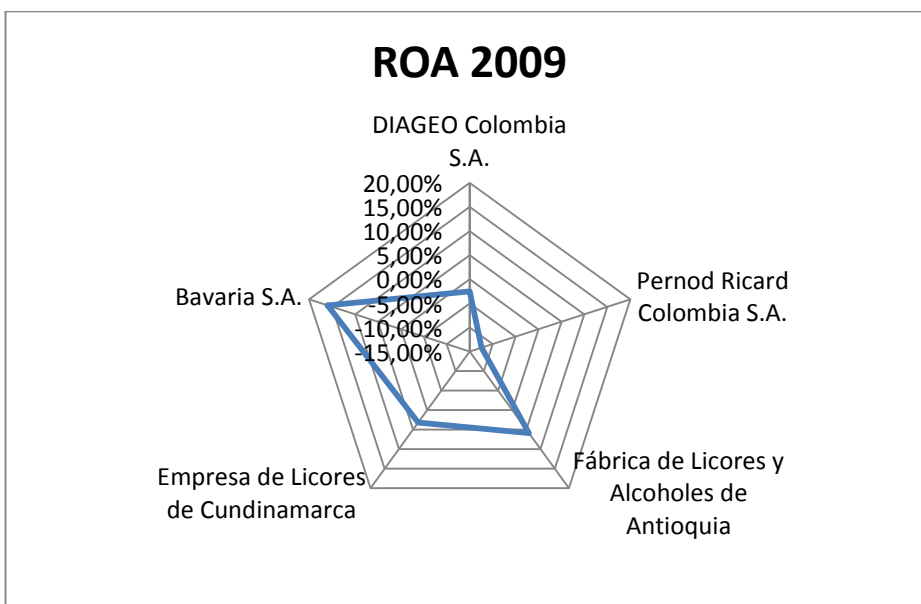 ROA 2009
DIAGEO Colombia
S.A.
20,00%
15,00%
10,00%
5,00%
0,00%
-5,00%
-10,00%
-15,00%
Pernod Ricard
Colombia S.A.
Fábrica de Licores y
Alcoholes de
Antioquia
Empresa de Licores
de Cundinamarca
Bavaria S.A.